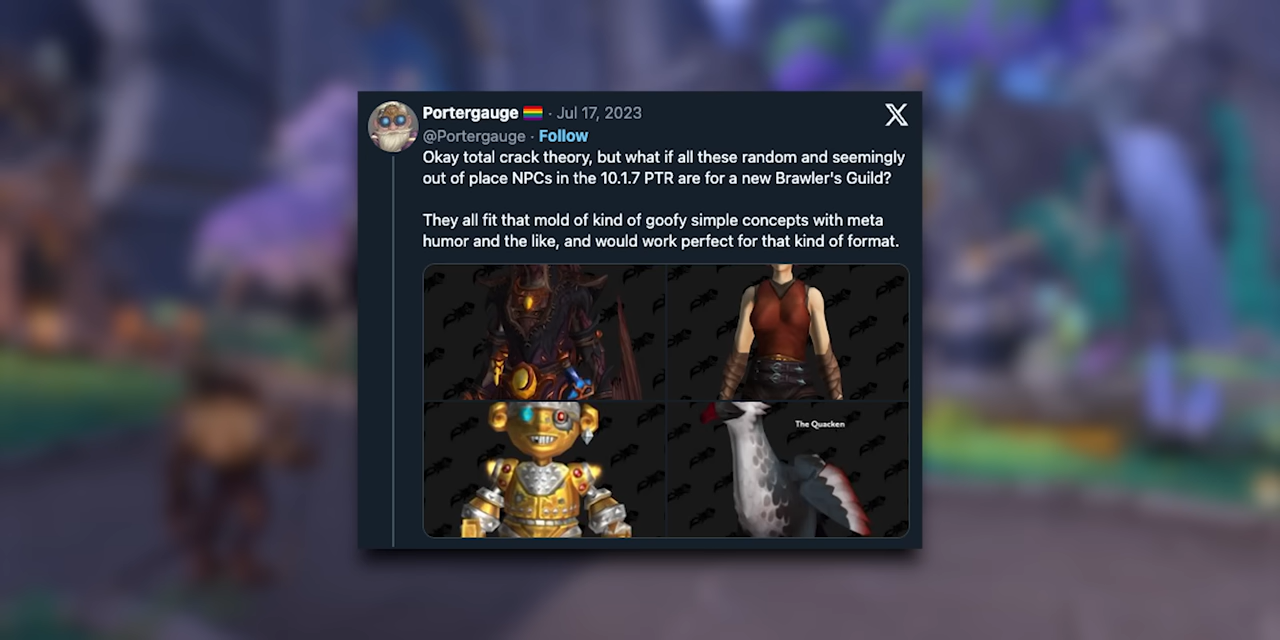 Portergauge 🏳️‍🌈 · Jul 17, 2023
@Portergauge · Follow
Okay total crack theory, but what if all these random and seemingly
out of place NPCs in the 10.1.7 PTR are for a new Brawler's Guild?
They all fit that mold of kind of goofy simple concepts with meta
humor and the like, and would work perfect for that kind of format.
The Quacken